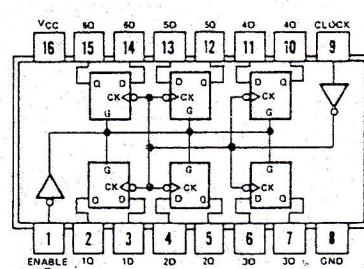 VCC 6Q 6D 5D 5Q 4D 4Q CLOCK
16 15 14 13 12 11 10 9
Q D D Q D Q
CK CK CK
G G G
G G G
CK CK CK
Q D D Q D Q
1 2 3 4 5 6 7 8
ENABLE 1Q 1D 2D 2Q 3D 3Q GND